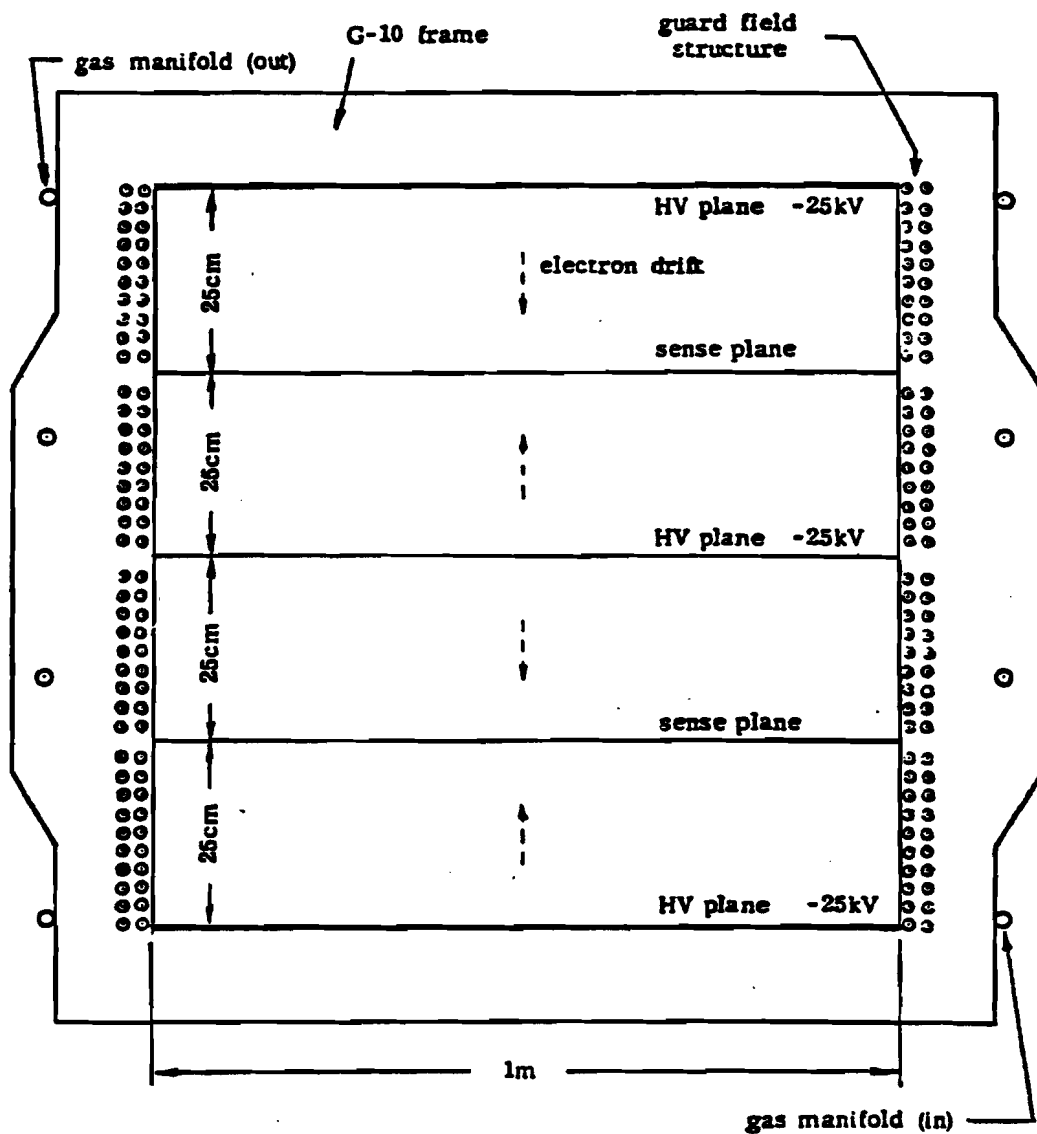 G-10 frame
guard field
structure
gas manifold (out)
HV plane -25kV
25cm
electron drift
sense plane
25cm
HV plane -25kV
25cm
sense plane
25cm
HV plane -25kV
1m
gas manifold (in)